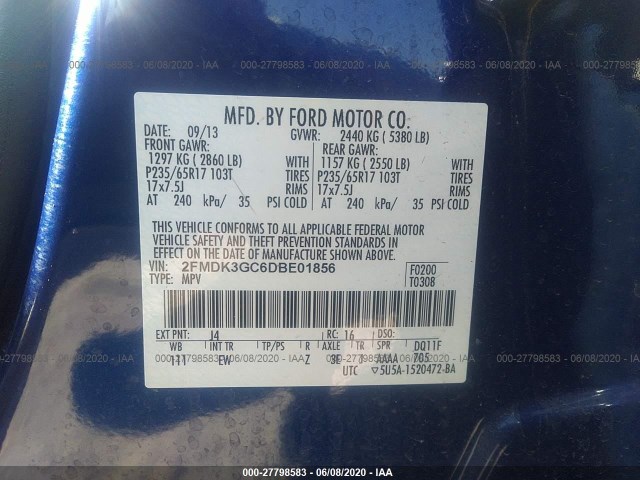 000-27798583 | 06/08/2020 - IAA
MFD. BY FORD MOTOR CO.
DATE: 09/13 GVWR: 2440 KG ( 5380 LB)
FRONT GAWR: REAR GAWR:
1297 KG ( 2860 LB) WITH 1157 KG ( 2550 LB) WITH
P235/65R17 103T TIRES P235/65R17 103T TIRES
17x7.5J RIMS 17x7.5J RIMS
AT 240 kPa/ 35 PSI COLD AT 240 kPa/ 35 PSI COLD
THIS VEHICLE CONFORMS TO ALL APPLICABLE FEDERAL MOTOR
VEHICLE SAFETY AND THEFT PREVENTION STANDARDS IN
EFFECT ON THE DATE OF MANUFACTURE SHOWN ABOVE.
VIN: 2FMDK3GC6DBE01856 F0200
TYPE: MPV T0308
EXT PNT: J4 RC: 16 DSO:
WB INT TR TP/PS R AXLE TR SPR DQ11F
111 EW Z 3E J AAAA 705
UTC ▽5U5A-1520472-BA
000-27798583 | 06/08/2020 - IAA